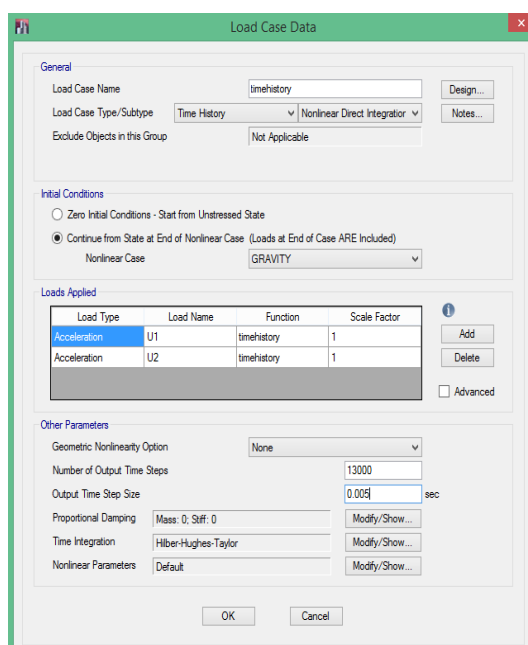 Load Case Data
x
General
Load Case Name timehistory Design...
Load Case Type/Subtype Time History Nonlinear Direct Integration Notes...
Exclude Objects in this Group Not Applicable
Initial Conditions
Zero Initial Conditions - Start from Unstressed State
Continue from State at End of Nonlinear Case (Loads at End of Case ARE Included)
Nonlinear Case GRAVITY
Loads Applied
Load Type Load Name Function Scale Factor
i
Acceleration U1 timehistory 1 Add
Acceleration U2 timehistory 1 Delete
Advanced
Other Parameters
Geometric Nonlinearity Option None
Number of Output Time Steps 13000
Output Time Step Size 0.005 sec
Proportional Damping Mass: 0; Stiff: 0 Modify/Show...
Time Integration Hilber-Hughes-Taylor Modify/Show...
Nonlinear Parameters Default Modify/Show...
OK Cancel